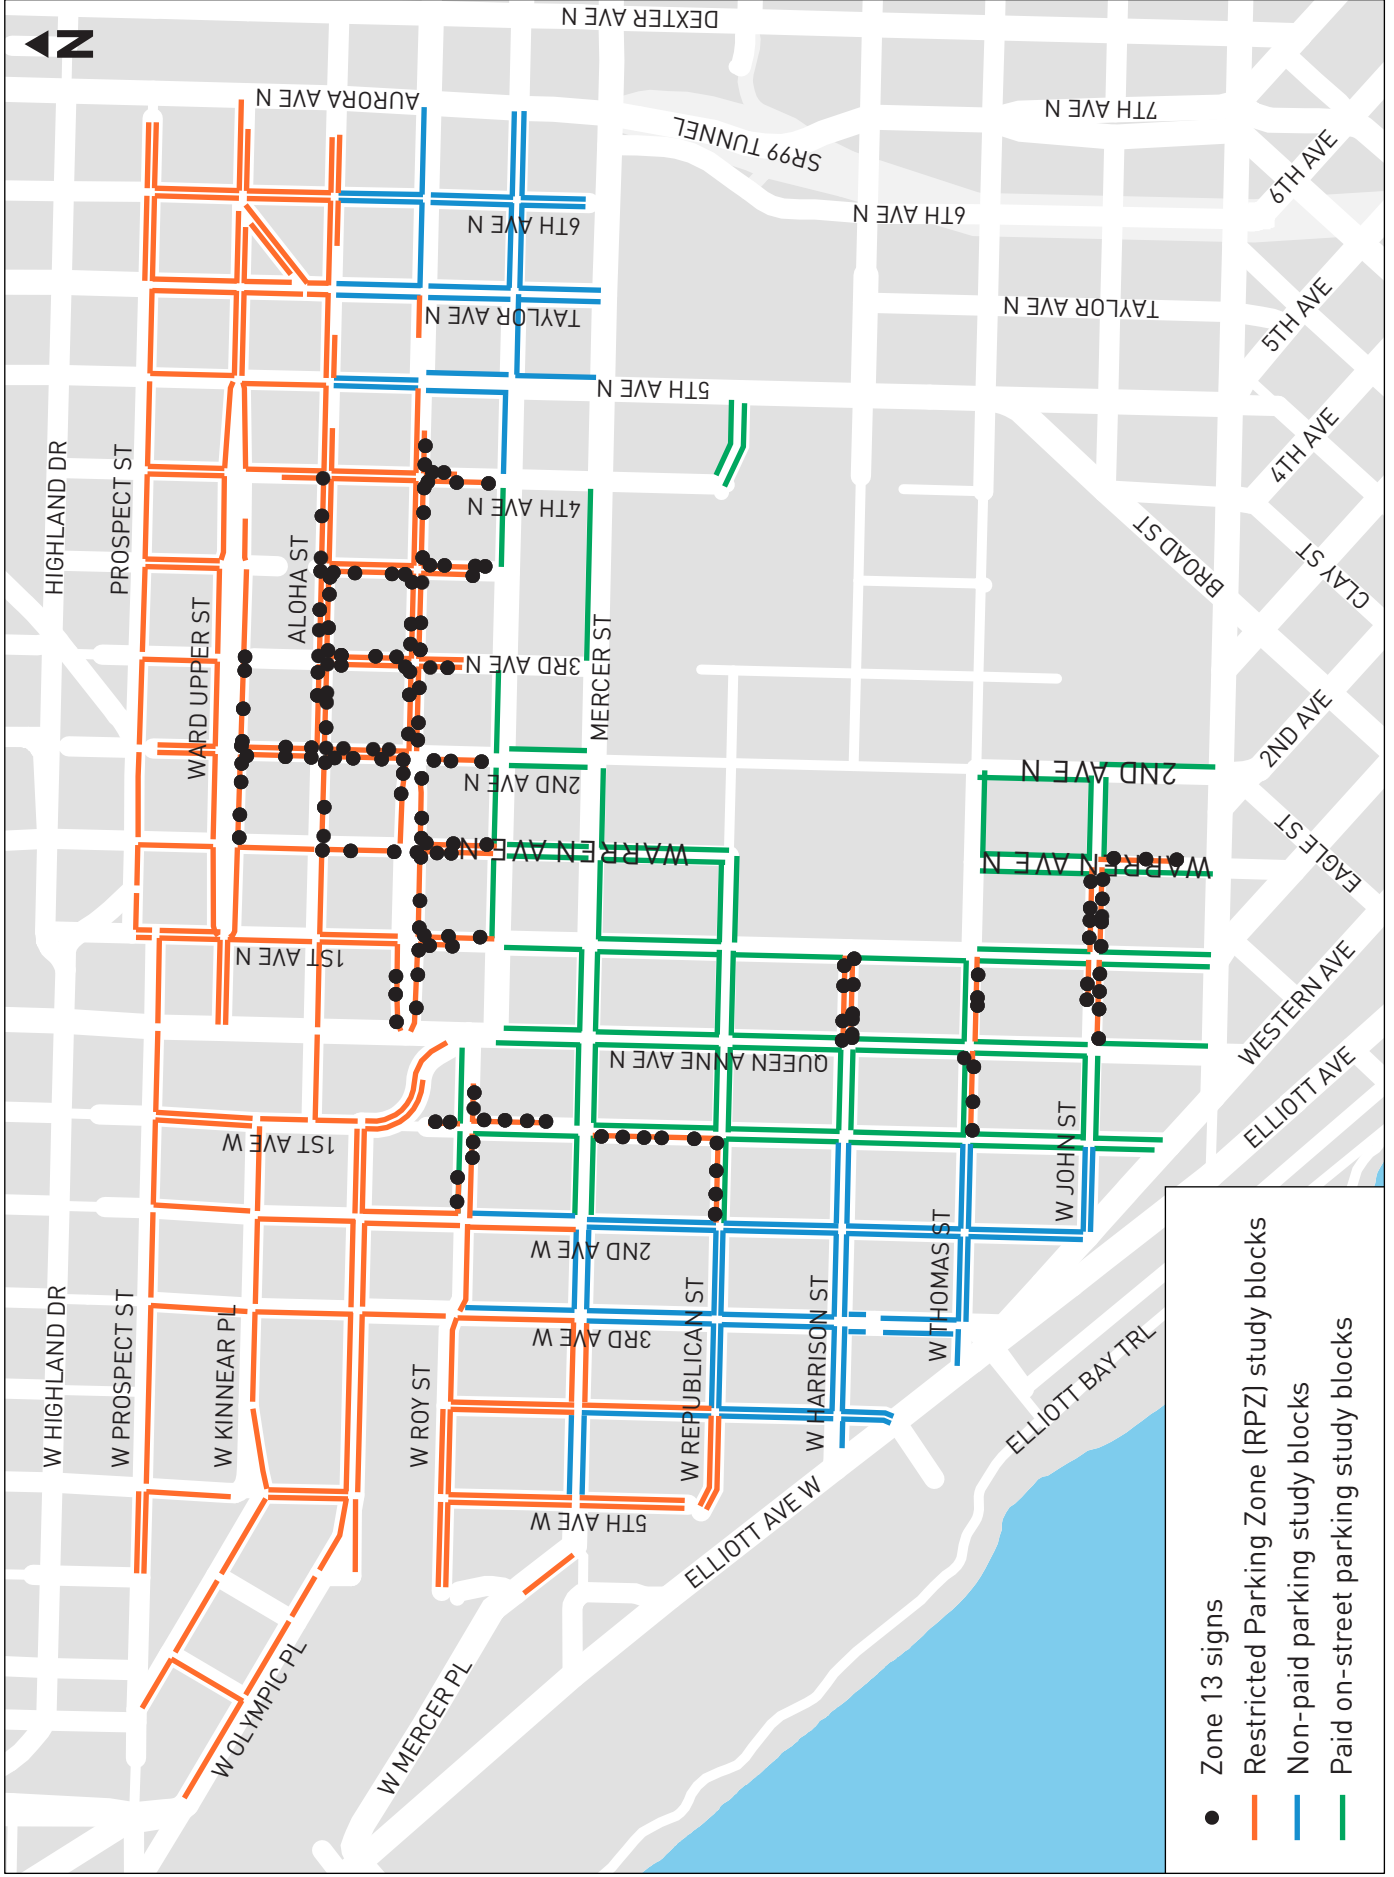 N
HIGHLAND DR
PROSPECT ST
WARD UPPER ST
ALOHA ST
MERCER ST
W HIGHLAND DR
W PROSPECT ST
W KINNEAR PL
W ROY ST
W REPUBLICAN ST
W HARRISON ST
W THOMAS ST
W JOHN ST
W OLYMPIC PL
W MERCER PL
ELLIOTT AVE W
ELLIOTT BAY TRL
ELLIOTT AVE
WESTERN AVE
5TH AVE W
3RD AVE W
2ND AVE W
1ST AVE W
QUEEN ANNE AVE N
1ST AVE N
WARREN AVE N
WARREN AVE N
2ND AVE N
2ND AVE N
3RD AVE N
4TH AVE N
5TH AVE N
TAYLOR AVE N
TAYLOR AVE N
6TH AVE N
6TH AVE N
AURORA AVE N
DEXTER AVE N
SR99 TUNNEL
7TH AVE N
6TH AVE
5TH AVE
4TH AVE
2ND AVE
BROAD ST
CLAY ST
EAGLE ST
Zone 13 signs
Restricted Parking Zone (RPZ) study blocks
Non-paid parking study blocks
Paid on-street parking study blocks